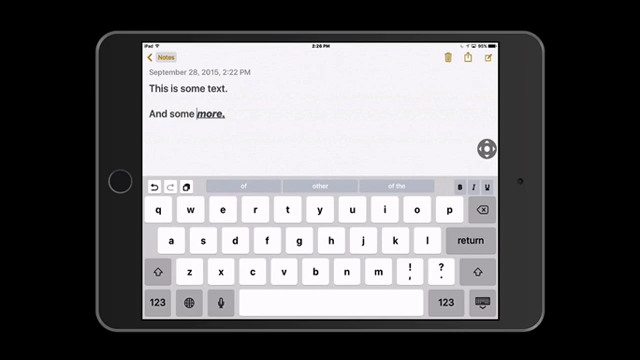 iPad 2:26 PM 95%
Notes
September 28, 2015, 2:22 PM
This is some text.
And some more.
of other of the B I U
q w e r t y u i o p
a s d f g h j k l return
z x c v b n m ! , ? .
123 123